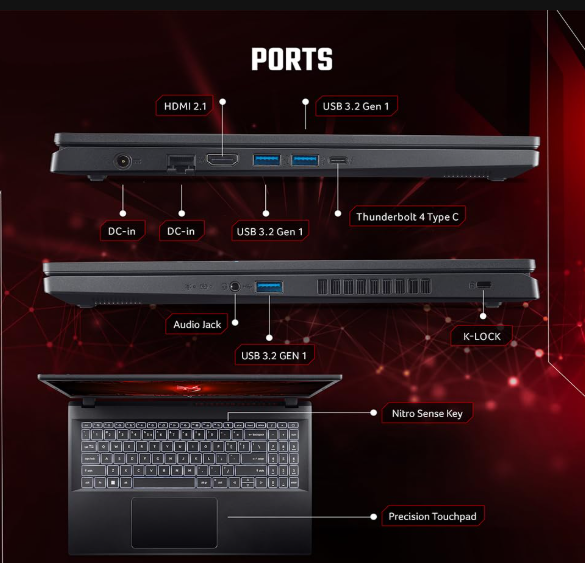 PORTS
HDMI 2.1
USB 3.2 Gen 1
DC-in
DC-in
USB 3.2 Gen 1
Thunderbolt 4 Type C
Audio Jack
USB 3.2 GEN 1
K-LOCK
Nitro Sense Key
Precision Touchpad